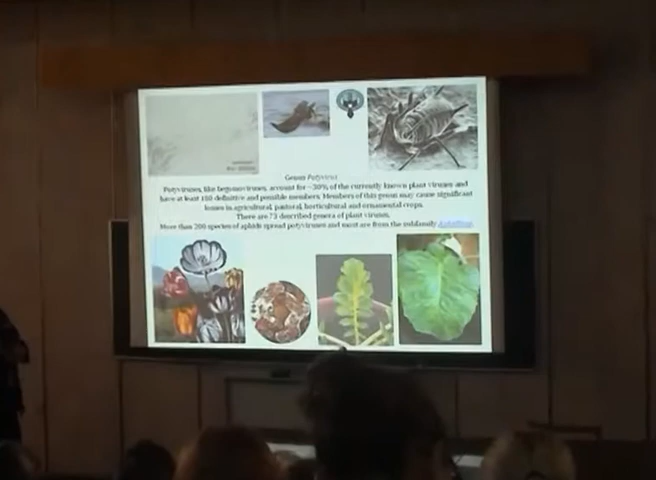 Genus Potyvirus
Potyviruses, like begomoviruses, account for ~30% of the currently known plant viruses and
have at least 180 definitive and possible members. Members of this genus may cause significant
losses in agricultural, pastoral, horticultural and ornamental crops.
There are 73 described genera of plant viruses.
More than 200 species of aphids spread potyviruses and most are from the subfamily